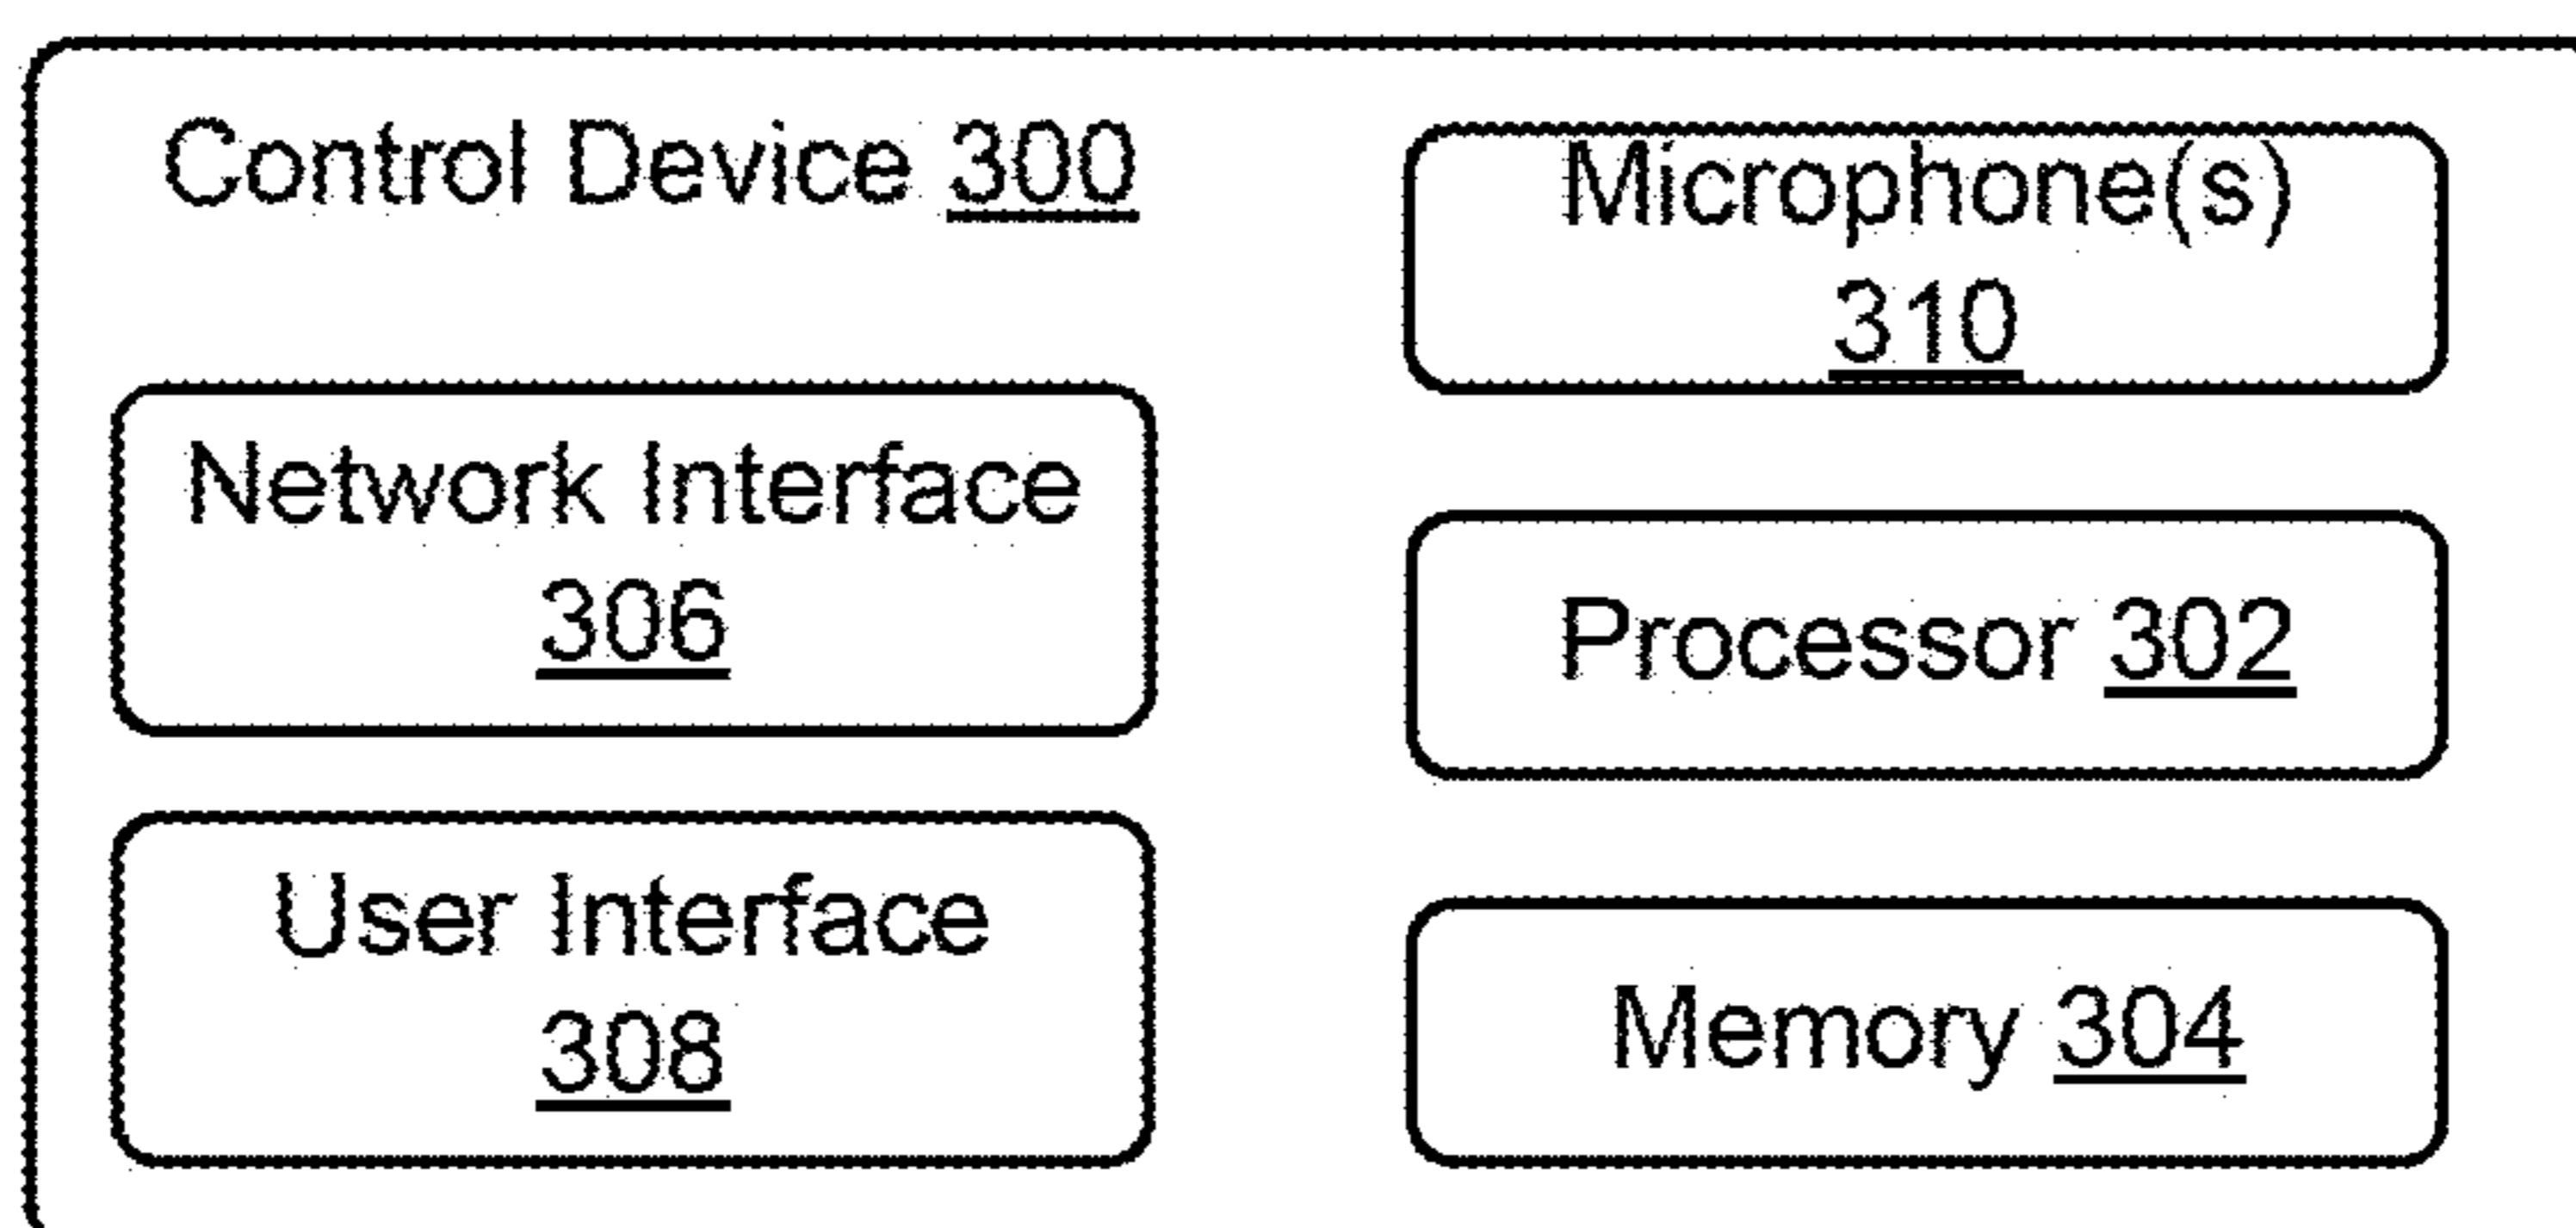 Control Device 300
Network Interface
306
User Interface
308
Microphone(s)
310
Processor 302
Memory 304